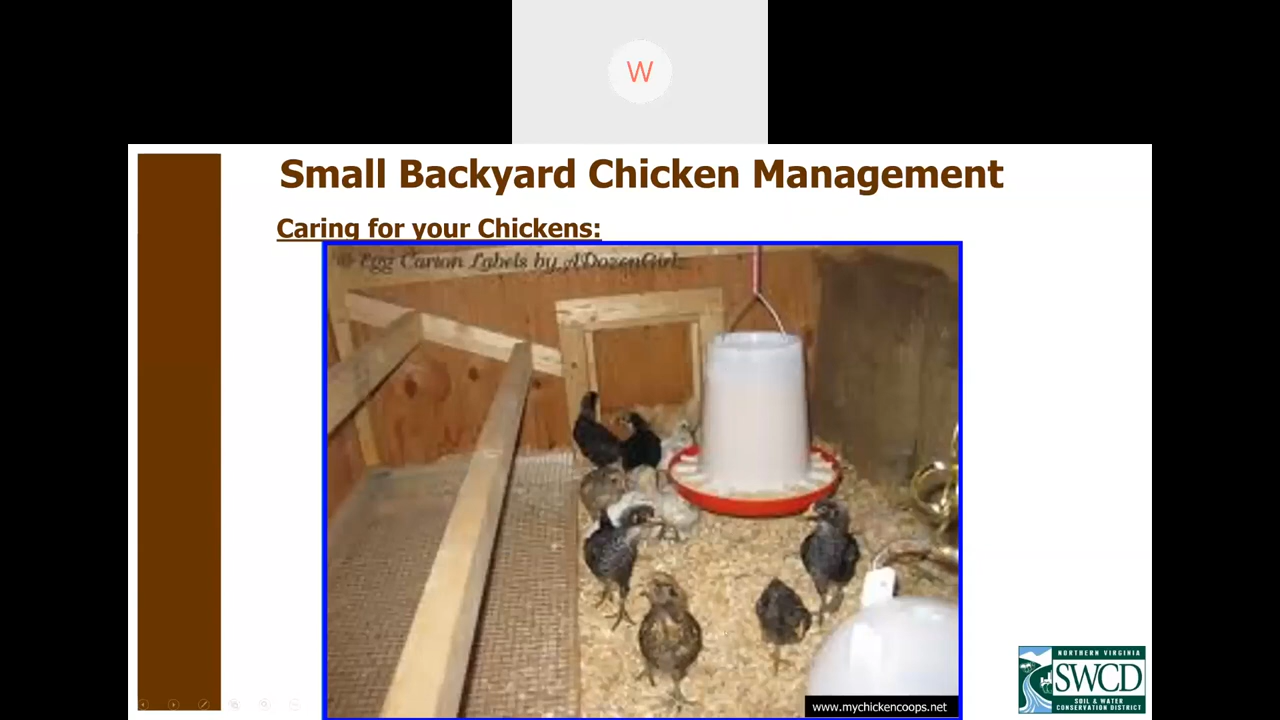 W
Small Backyard Chicken Management
Caring for your Chickens:
© Egg Carton Labels by ADozenGirlz
www.mychickencoops.net
NORTHERN VIRGINIA
SWCD
SOIL & WATER
CONSERVATION DISTRICT